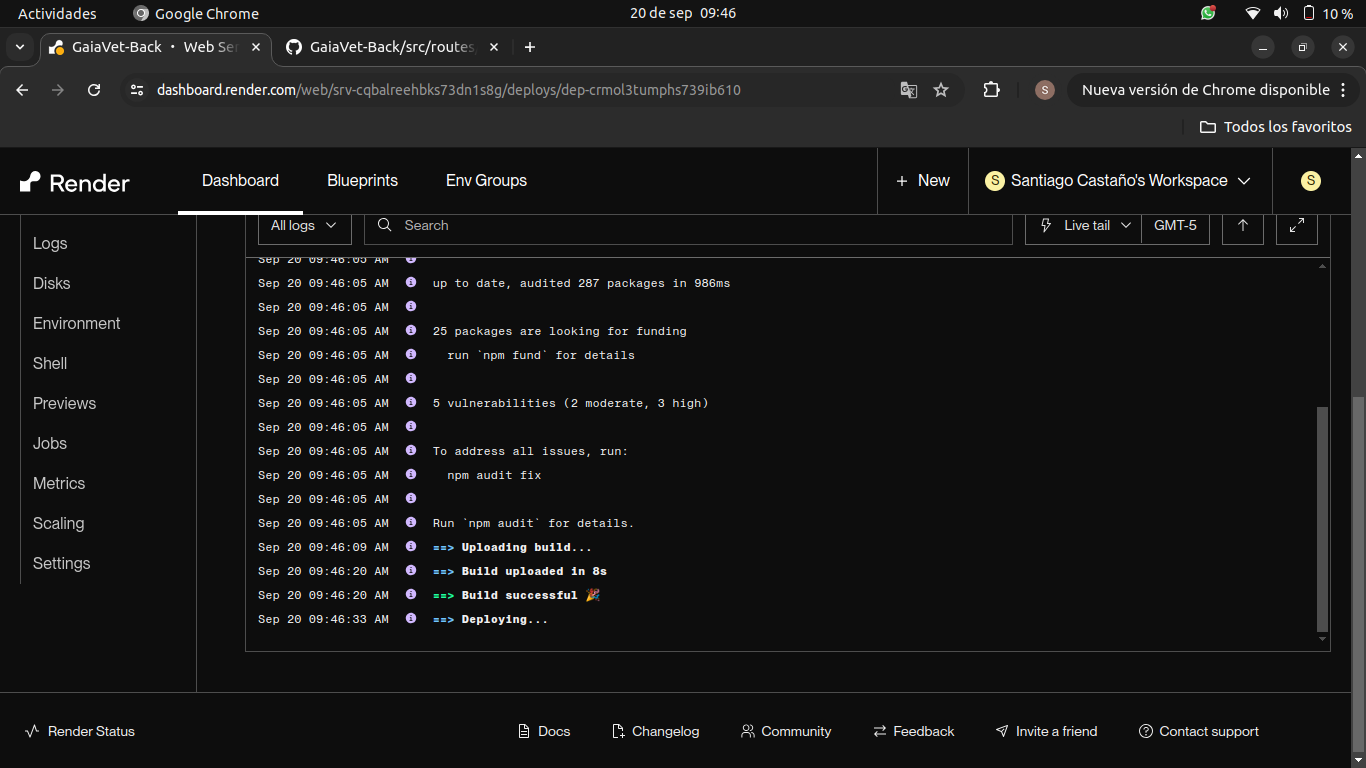 Actividades
Google Chrome
20 de sep 09:46
10 %
GaiaVet-Back • Web Ser
GaiaVet-Back/src/routes
dashboard.render.com/web/srv-cqbalreehbks73dn1s8g/deploys/dep-crmol3tumphs739ib610
S
Nueva versión de Chrome disponible
Todos los favoritos
Render
Dashboard
Blueprints
Env Groups
+ New
S
Santiago Castaño's Workspace
S
Logs
Disks
Environment
Shell
Previews
Jobs
Metrics
Scaling
Settings
All logs
Search
Live tail
GMT-5
Sep 20 09:46:05 AM
Sep 20 09:46:05 AM up to date, audited 287 packages in 986ms
Sep 20 09:46:05 AM
Sep 20 09:46:05 AM 25 packages are looking for funding
Sep 20 09:46:05 AM run `npm fund` for details
Sep 20 09:46:05 AM
Sep 20 09:46:05 AM 5 vulnerabilities (2 moderate, 3 high)
Sep 20 09:46:05 AM
Sep 20 09:46:05 AM To address all issues, run:
Sep 20 09:46:05 AM npm audit fix
Sep 20 09:46:05 AM
Sep 20 09:46:05 AM Run `npm audit` for details.
Sep 20 09:46:09 AM ==> Uploading build...
Sep 20 09:46:20 AM ==> Build uploaded in 8s
Sep 20 09:46:20 AM ==> Build successful 🎉
Sep 20 09:46:33 AM ==> Deploying...
Render Status
Docs
Changelog
Community
Feedback
Invite a friend
Contact support